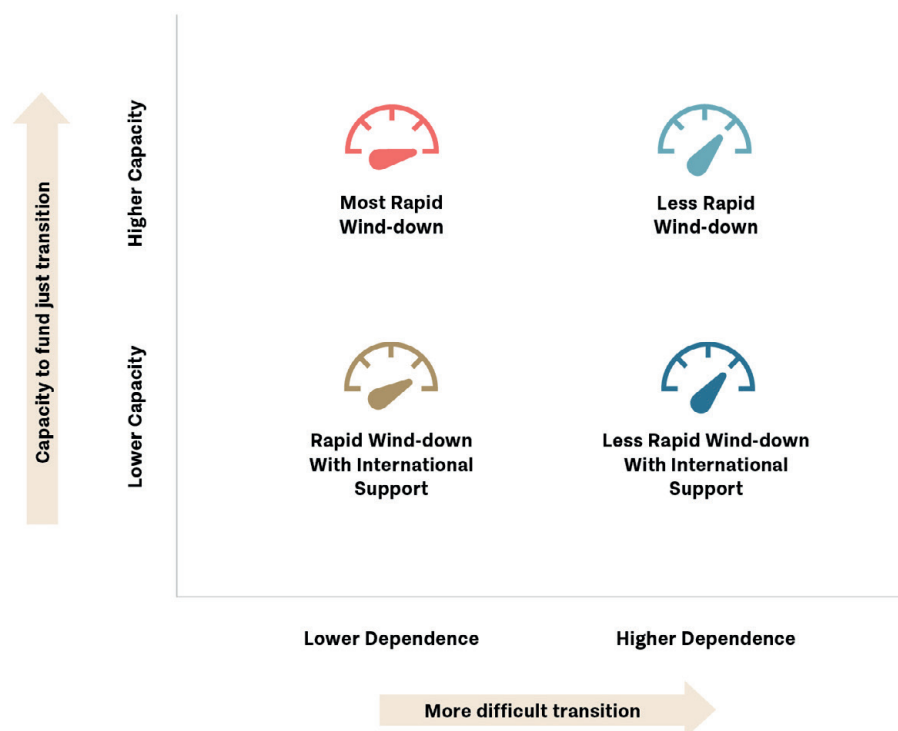 Capacity to fund just transition
Higher Capacity
Lower Capacity
Most Rapid
Wind-down
Less Rapid
Wind-down
Rapid Wind-down
With International
Support
Less Rapid Wind-down
With International
Support
Lower Dependence
Higher Dependence
More difficult transition